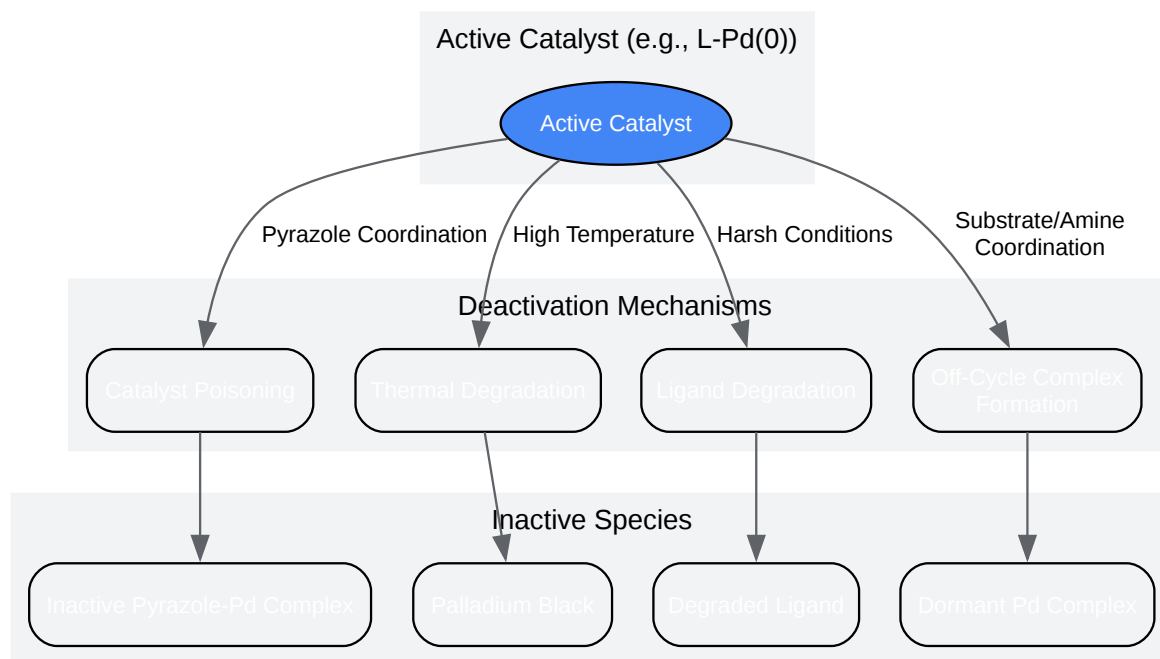 Active Catalyst (e.g., L-Pd(0))
Active Catalyst
Pyrazole Coordination
High Temperature
Harsh Conditions
Substrate/Amine
Coordination
Deactivation Mechanisms
Catalyst Poisoning
Thermal Degradation
Ligand Degradation
Off-Cycle Complex
Formation
Inactive Species
Inactive Pyrazole-Pd Complex
Palladium Black
Degraded Ligand
Dormant Pd Complex